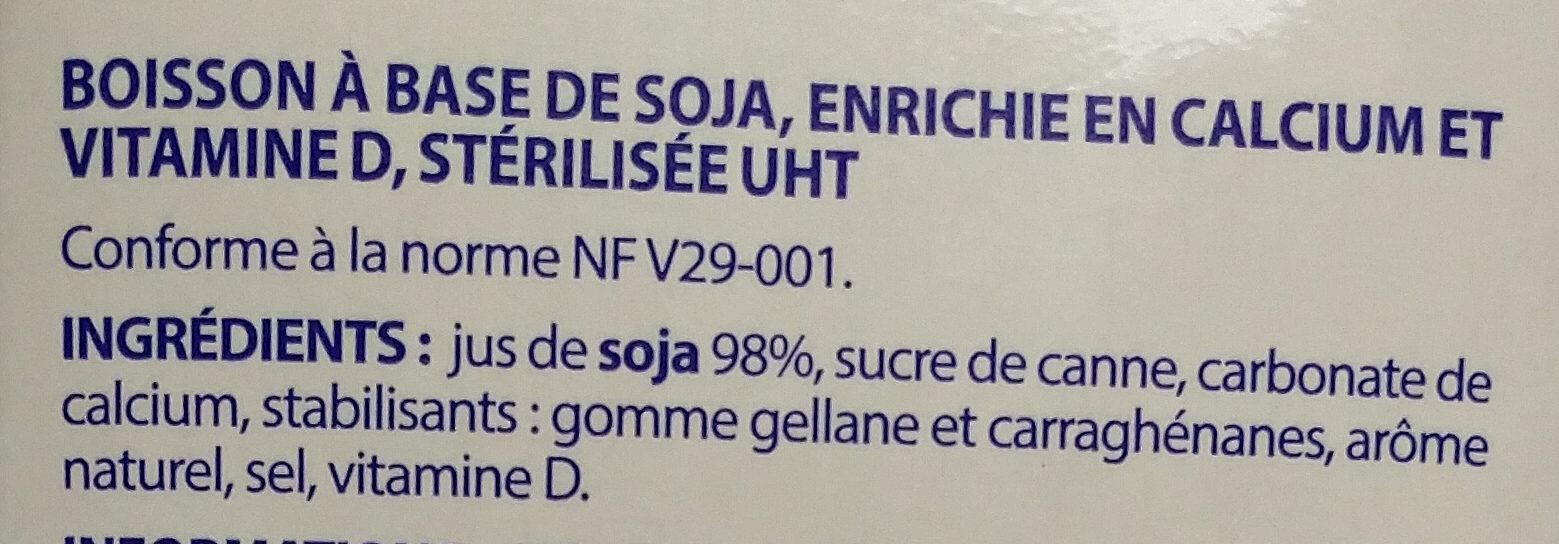 BOISSON À BASE DE SOJA, ENRICHIE EN CALCIUM ET
VITAMINE D, STÉRILISÉE UHT
Conforme à la norme NF V29-001.
INGRÉDIENTS : jus de soja 98%, sucre de canne, carbonate de
calcium, stabilisants : gomme gellane et carraghénanes, arôme
naturel, sel, vitamine D.